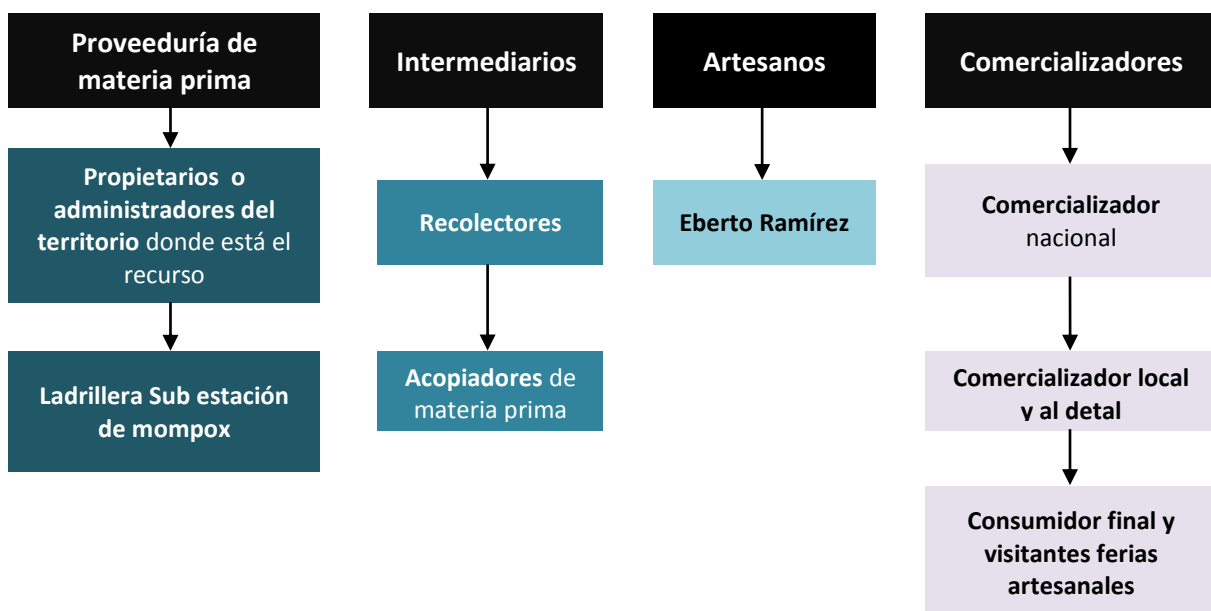 Proveeduría de
materia prima
Propietarios o
administradores del
territorio donde está el
recurso
Ladrillera Sub estación
de mompox
Intermediarios
Recolectores
Acopiadores de
materia prima
Artesanos
Eberto Ramírez
Comercializadores
Comercializador
nacional
Comercializador local
y al detal
Consumidor final y
visitantes ferias
artesanales